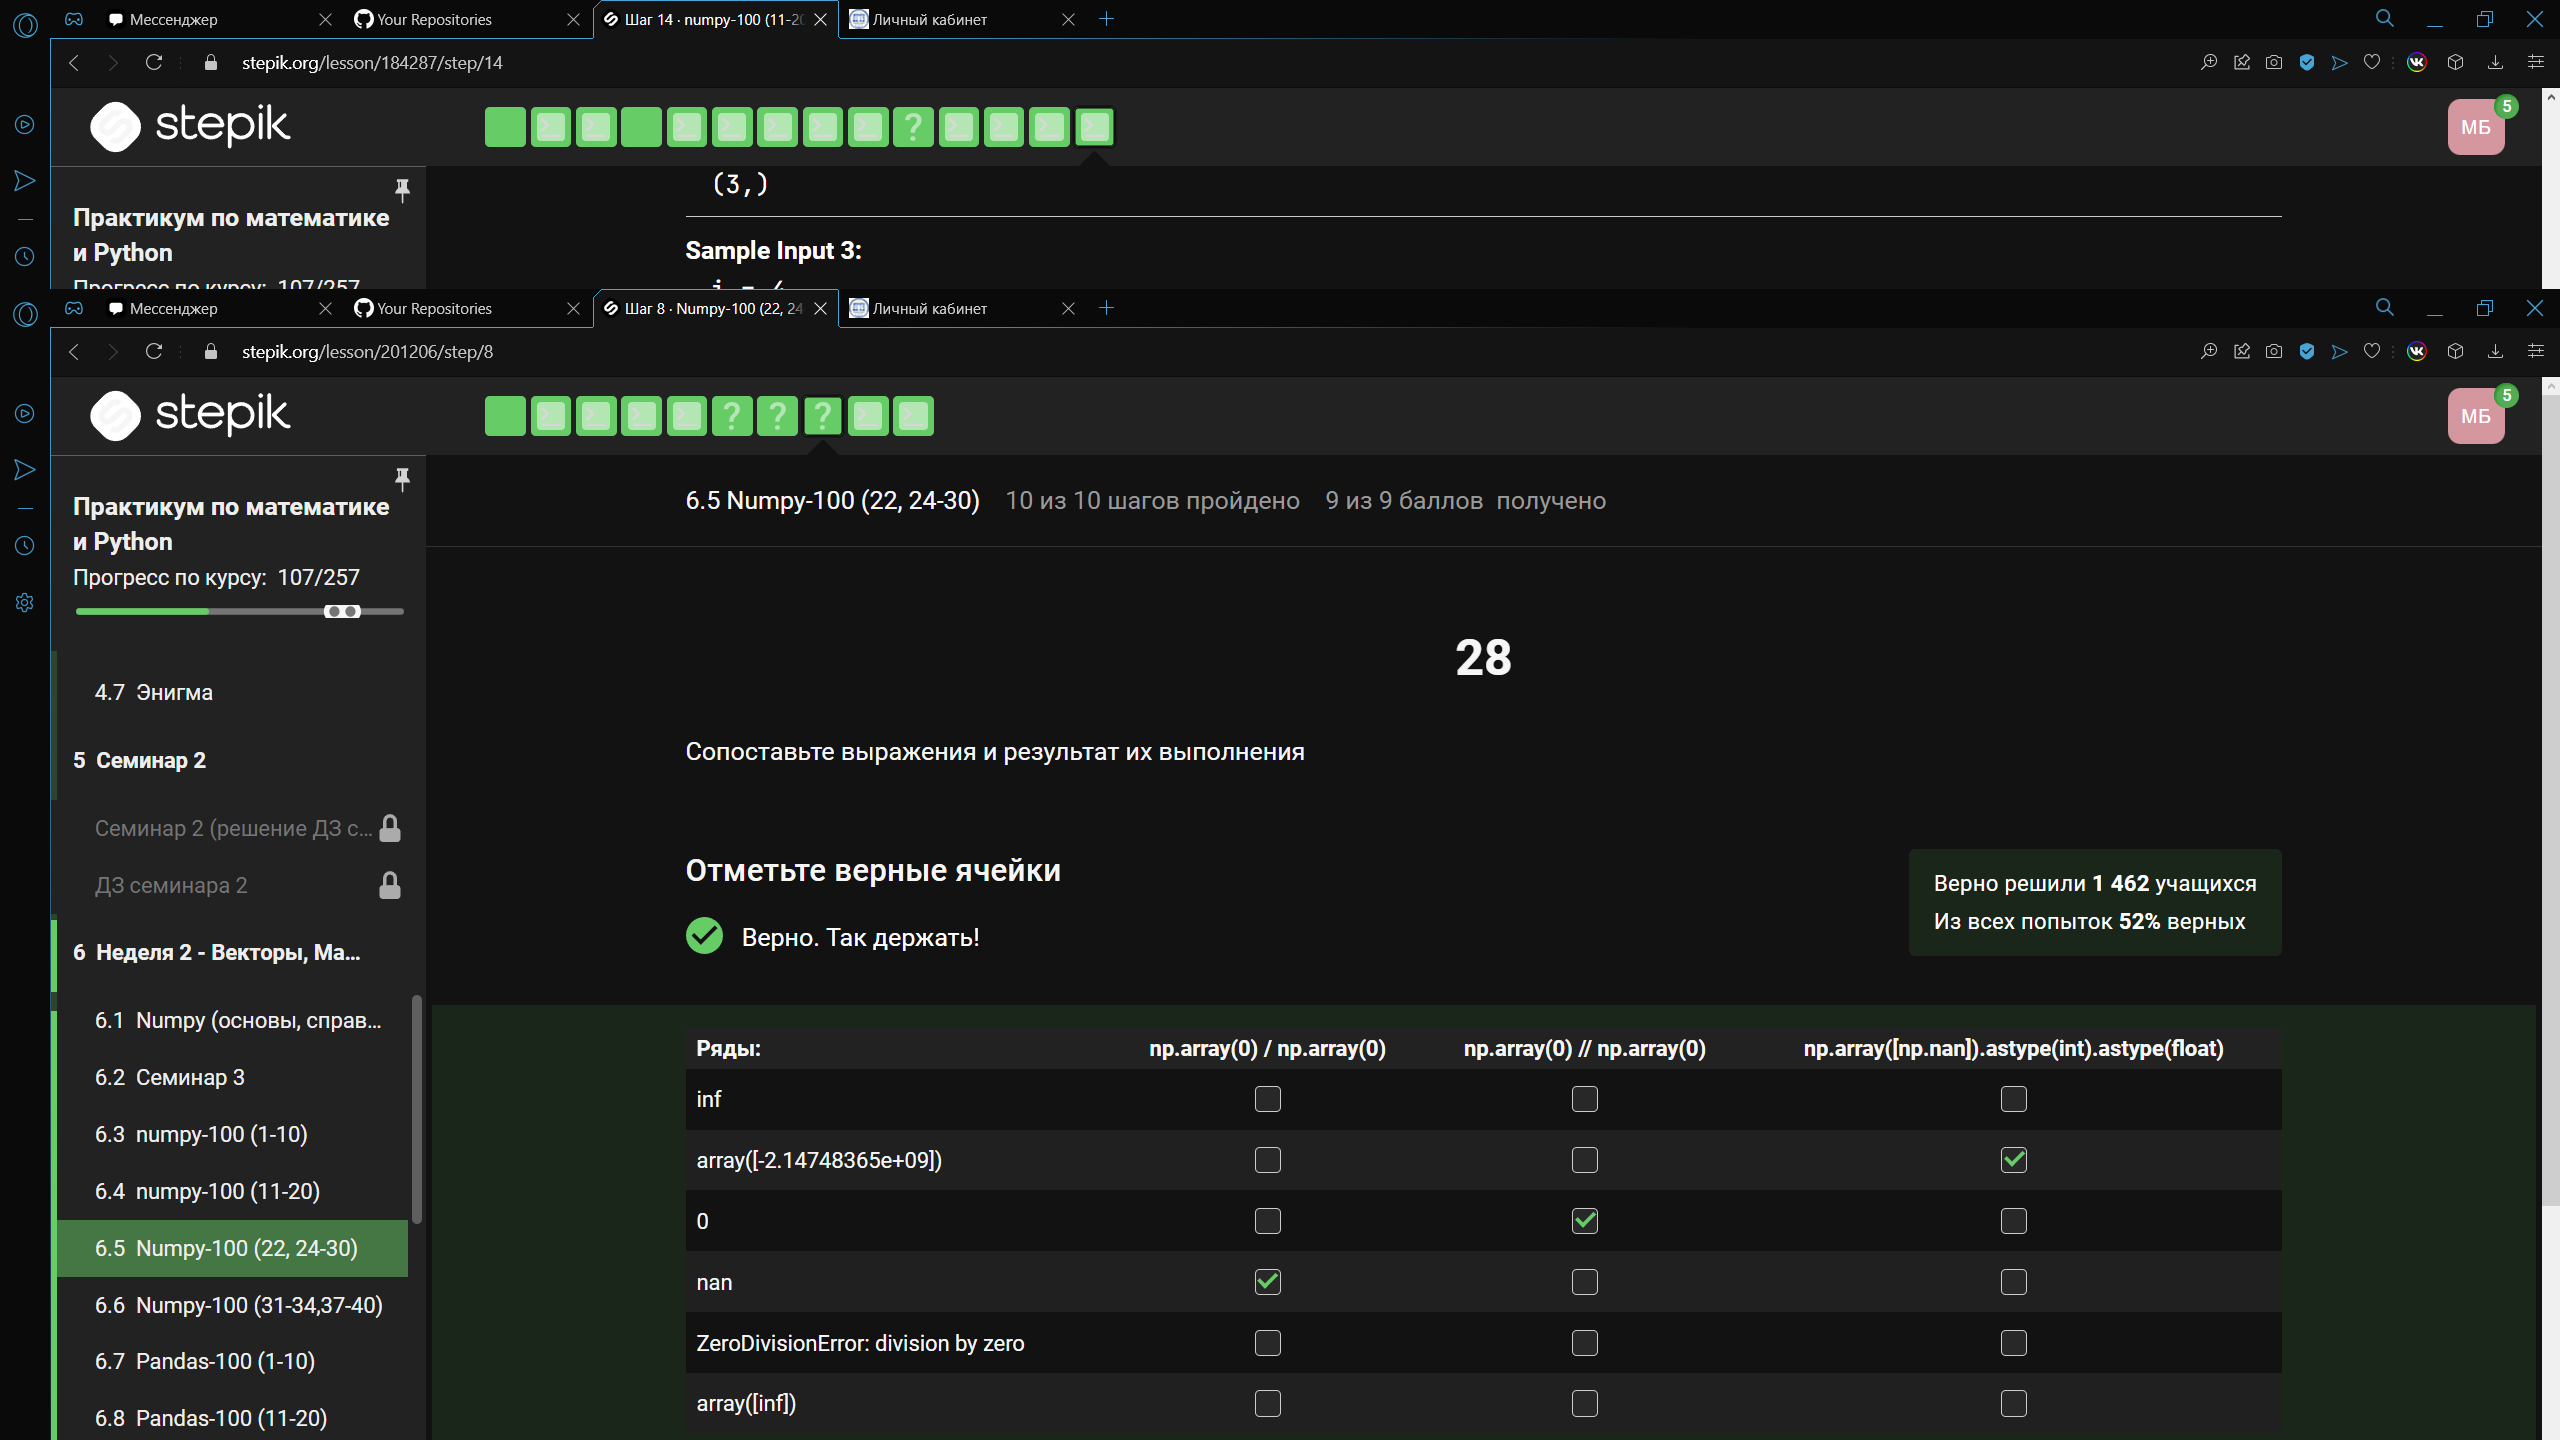 Мессенджер
Your Repositories
Шаг 14 · numpy-100 (11-20
Личный кабинет
stepik.org/lesson/184287/step/14
stepik
?
МБ
5
Практикум по математике
и Python
Прогресс по курсу: 107/257
(3,)
Sample Input 3:
i = 4
Мессенджер
Your Repositories
Шаг 8 · Numpy-100 (22, 24
Личный кабинет
stepik.org/lesson/201206/step/8
stepik
? ? ?
МБ
5
Практикум по математике
и Python
Прогресс по курсу: 107/257
4.7 Энигма
5 Семинар 2
Семинар 2 (решение ДЗ с...
ДЗ семинара 2
6 Неделя 2 - Векторы, Ма...
6.1 Numpy (основы, справ...
6.2 Семинар 3
6.3 numpy-100 (1-10)
6.4 numpy-100 (11-20)
6.5 Numpy-100 (22, 24-30)
6.6 Numpy-100 (31-34,37-40)
6.7 Pandas-100 (1-10)
6.8 Pandas-100 (11-20)
6.5 Numpy-100 (22, 24-30) 10 из 10 шагов пройдено 9 из 9 баллов получено
28
Сопоставьте выражения и результат их выполнения
Отметьте верные ячейки
Верно. Так держать!
Верно решили 1 462 учащихся
Из всех попыток 52% верных
Ряды: np.array(0) / np.array(0) np.array(0) // np.array(0) np.array([np.nan]).astype(int).astype(float)
inf
array([-2.14748365e+09])
0
nan
ZeroDivisionError: division by zero
array([inf])